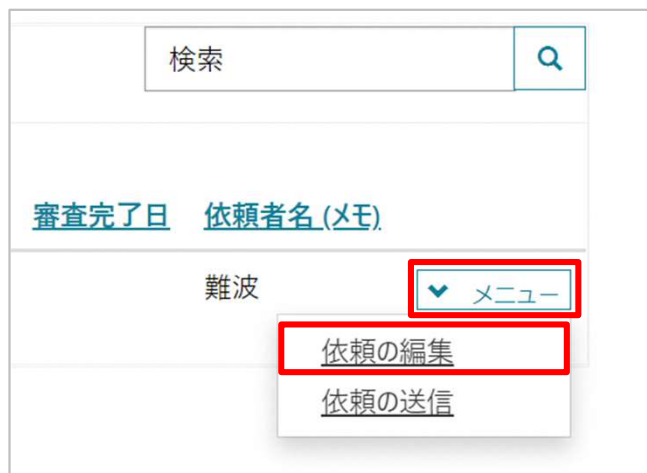 検索
審査完了日 依頼者名 (メモ)
難波 メニュー
依頼の編集
依頼の送信